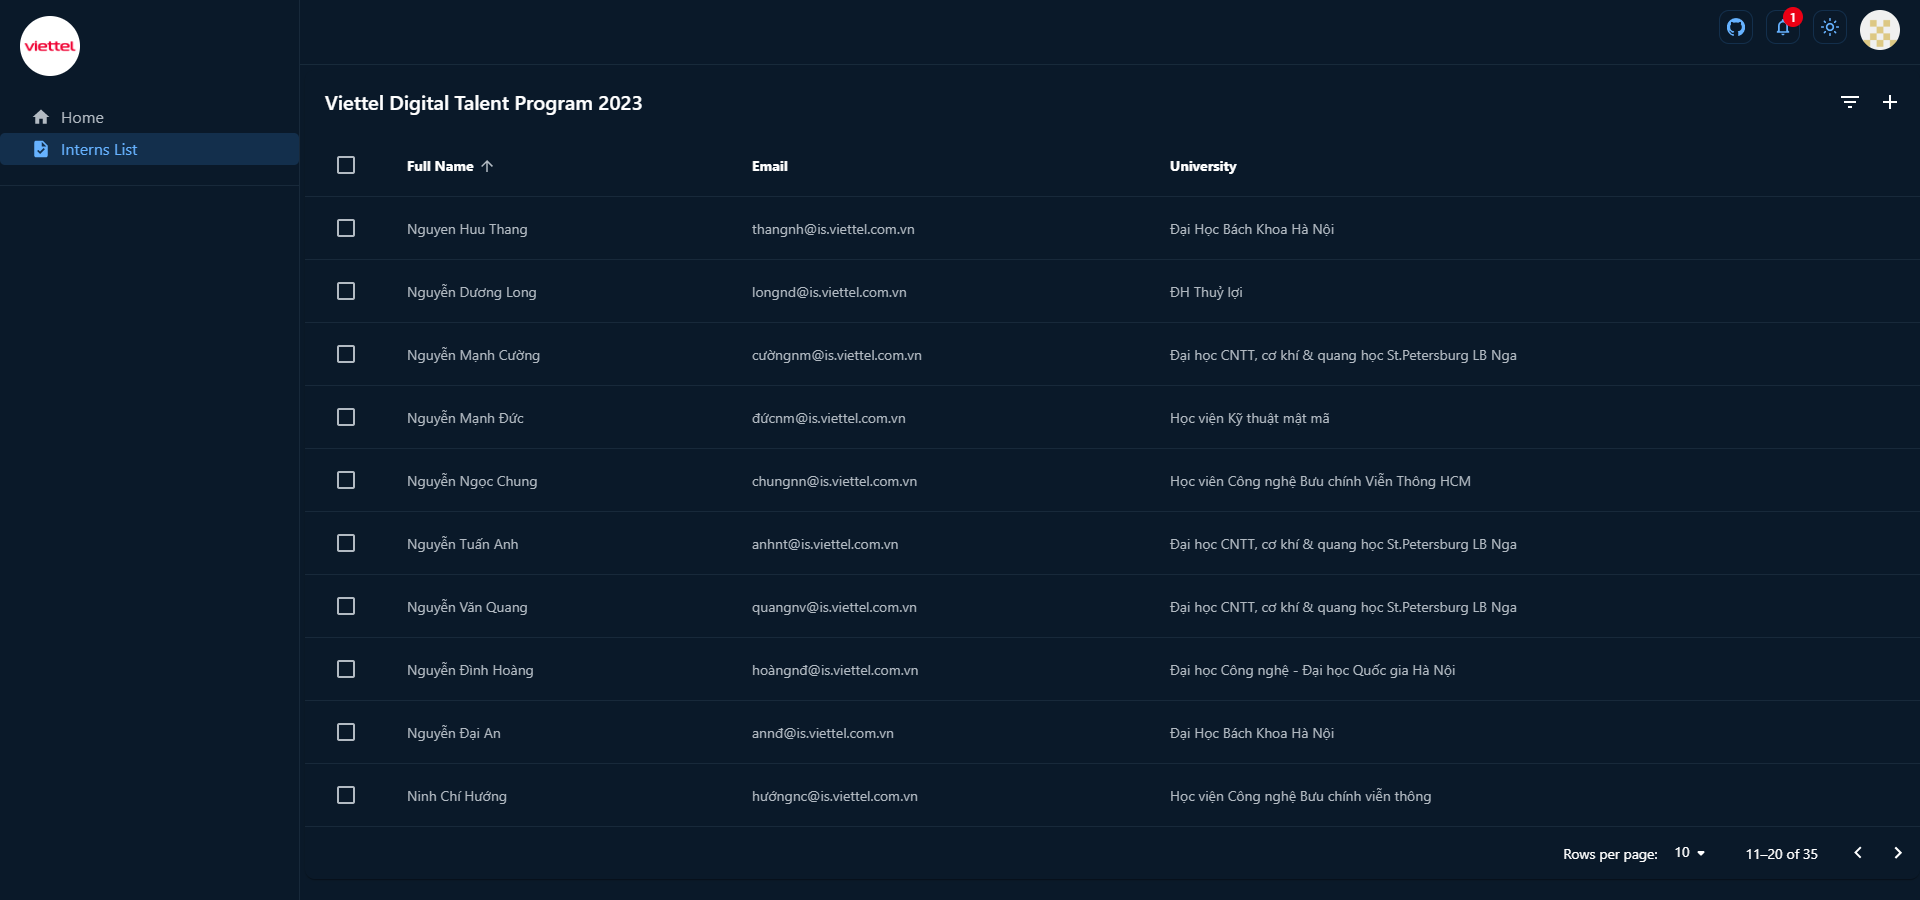 viettel
1
Home
Interns List
Viettel Digital Talent Program 2023
Full Name Email University
Nguyen Huu Thang thangnh@is.viettel.com.vn Đại Học Bách Khoa Hà Nội
Nguyễn Dương Long longnd@is.viettel.com.vn ĐH Thuỷ lợi
Nguyễn Mạnh Cường cườngnm@is.viettel.com.vn Đại học CNTT, cơ khí & quang học St.Petersburg LB Nga
Nguyễn Mạnh Đức đứcnm@is.viettel.com.vn Học viện Kỹ thuật mật mã
Nguyễn Ngọc Chung chungnn@is.viettel.com.vn Học viên Công nghệ Bưu chính Viễn Thông HCM
Nguyễn Tuấn Anh anhnt@is.viettel.com.vn Đại học CNTT, cơ khí & quang học St.Petersburg LB Nga
Nguyễn Văn Quang quangnv@is.viettel.com.vn Đại học CNTT, cơ khí & quang học St.Petersburg LB Nga
Nguyễn Đình Hoàng hoàngnđ@is.viettel.com.vn Đại học Công nghệ - Đại học Quốc gia Hà Nội
Nguyễn Đại An annđ@is.viettel.com.vn Đại Học Bách Khoa Hà Nội
Ninh Chí Hướng hướngnc@is.viettel.com.vn Học viện Công nghệ Bưu chính viễn thông
Rows per page: 10 11–20 of 35